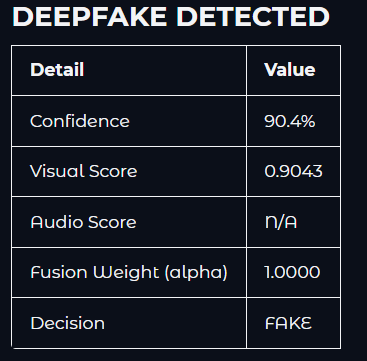 DEEPFAKE DETECTED
Detail Value
Confidence 90.4%
Visual Score 0.9043
Audio Score N/A
Fusion Weight (alpha) 1.0000
Decision FAKE